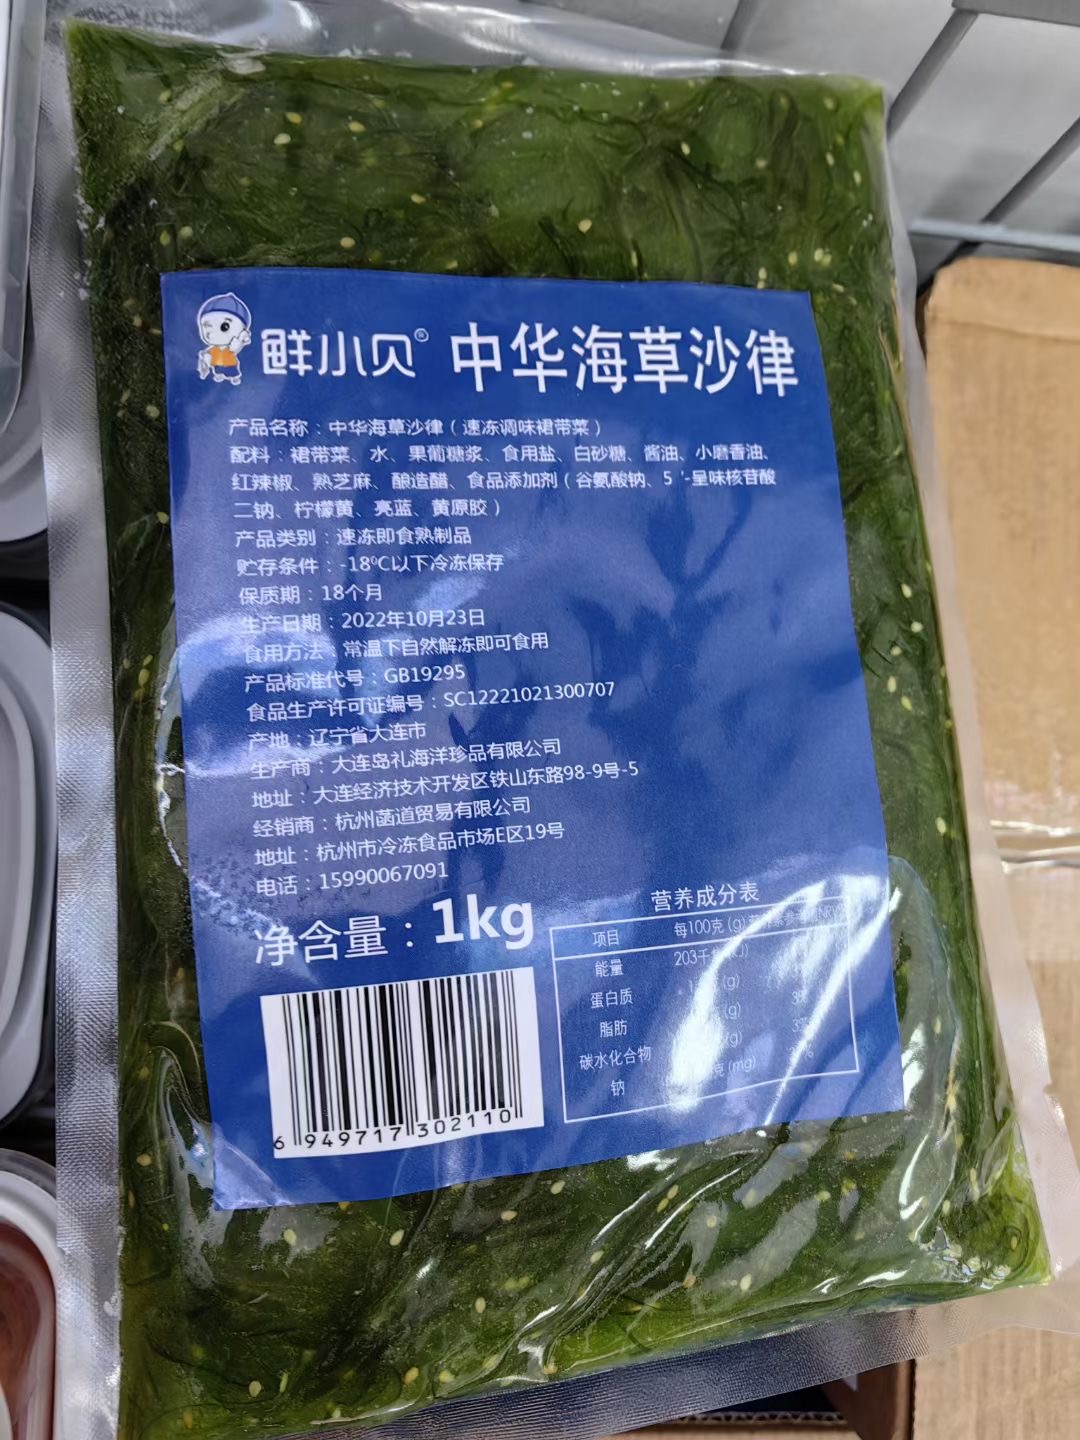 鲜小贝® 中华海草沙律
产品名称：中华海草沙律（速冻调味裙带菜）
配料：裙带菜、水、果葡糖浆、食用盐、白砂糖、酱油、小磨香油、
红辣椒、熟芝麻、酿造醋、食品添加剂（谷氨酸钠、5'-呈味核苷酸
二钠、柠檬黄、亮蓝、黄原胶）
产品类别：速冻即食熟制品
贮存条件：-18℃以下冷冻保存
保质期：18个月
生产日期：2022年10月23日
食用方法：常温下自然解冻即可食用
产品标准代号：GB19295
食品生产许可证编号：SC12221021300707
产地：辽宁省大连市
生产商：大连岛礼海洋珍品有限公司
地址：大连经济技术开发区铁山东路98-9号-5
经销商：杭州菡道贸易有限公司
地址：杭州市冷冻食品市场E区19号
电话：15990067091
净含量：1kg
6 949717 302110
营养成分表
项目 每100克(g)
能量 203千焦(kJ)
蛋白质 (g)
脂肪 (g) 3%
碳水化合物 (g) 3%
钠 克(mg)